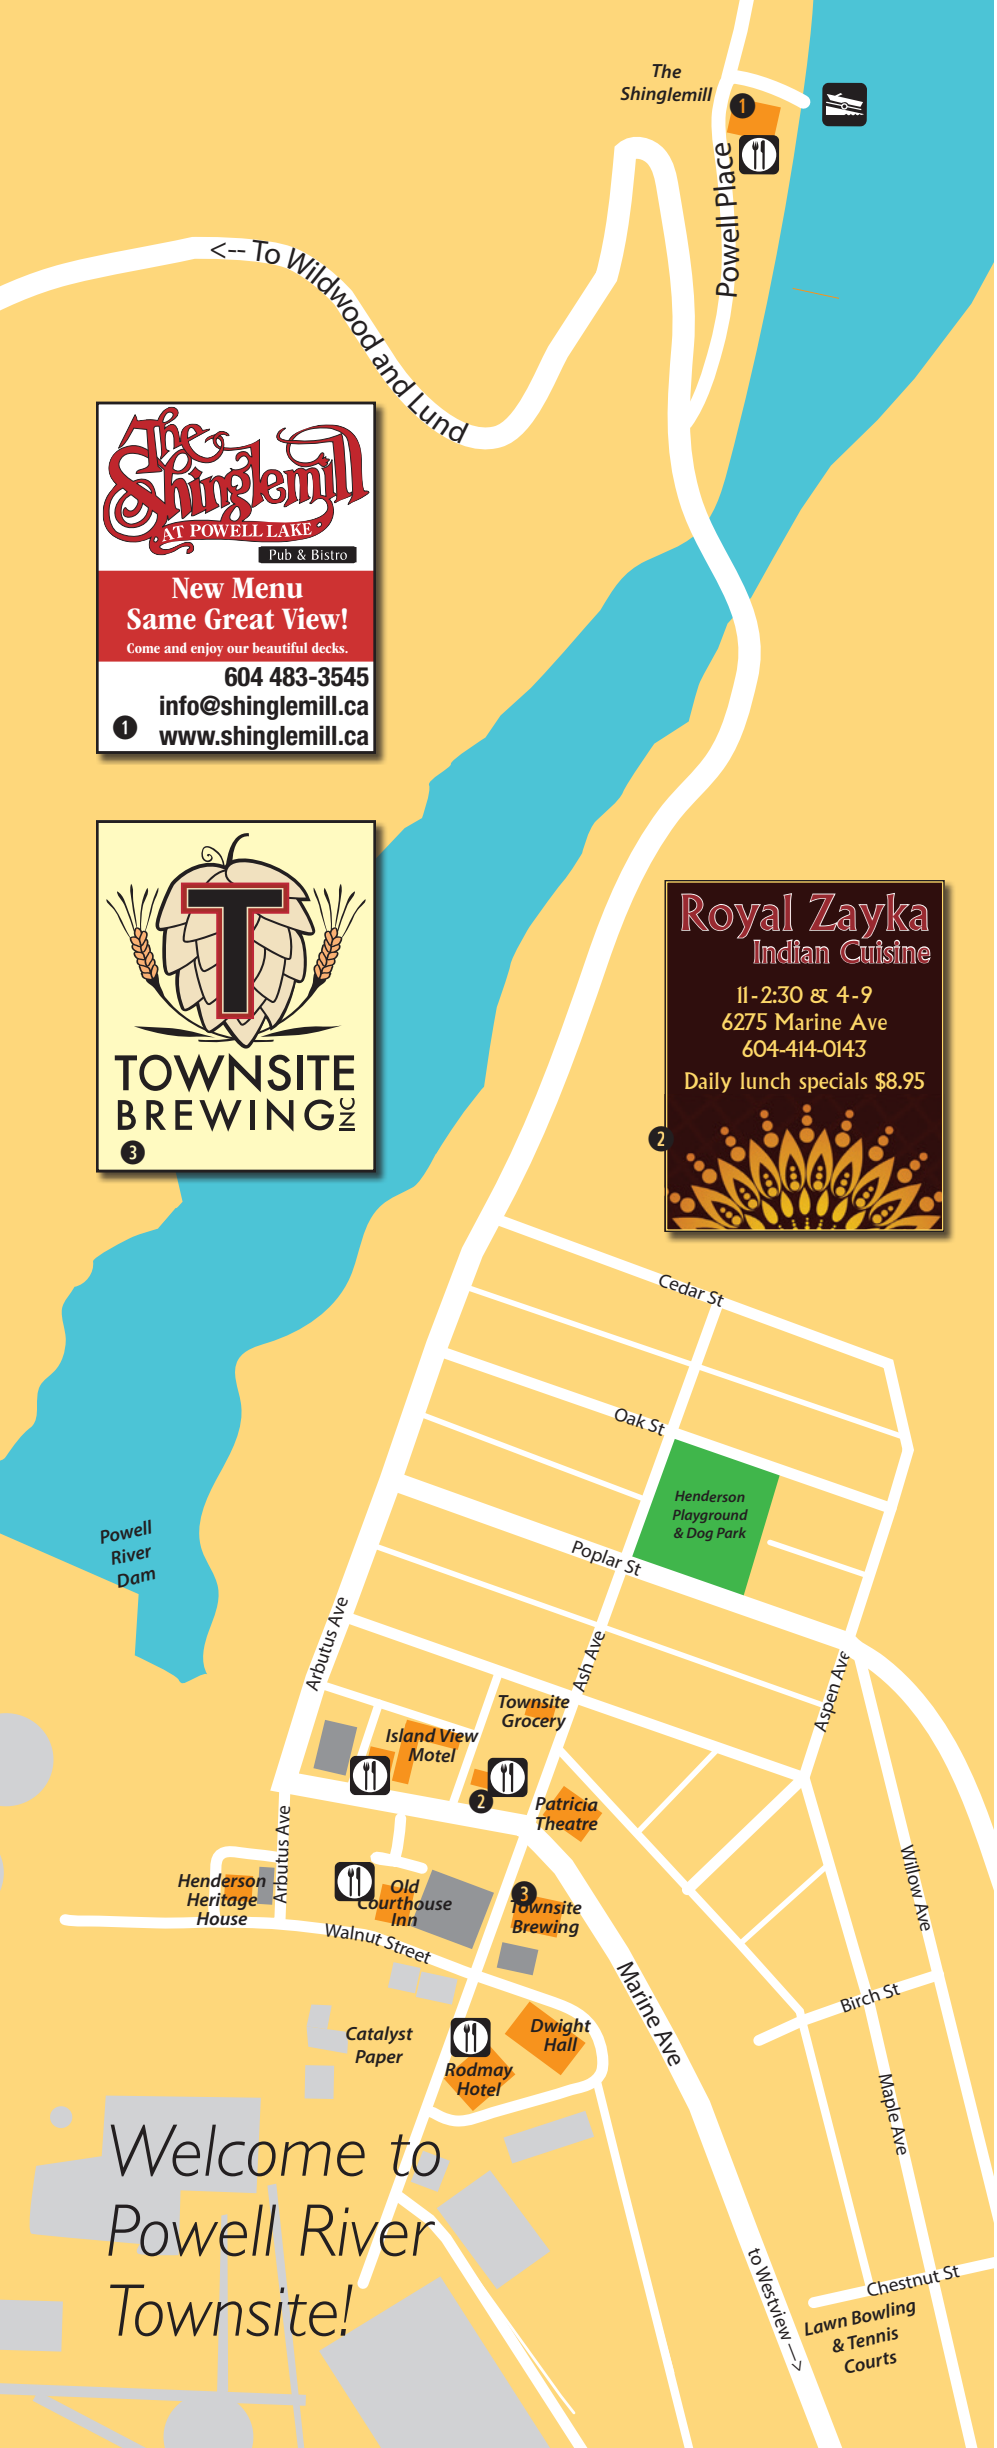 The
Shinglemill
1
Powell Place
<-- To Wildwood and Lund
The
Shinglemill
AT POWELL LAKE
Pub & Bistro
New Menu
Same Great View!
Come and enjoy our beautiful decks.
604 483-3545
info@shinglemill.ca
1
www.shinglemill.ca
T
TOWNSITE
BREWING INC
3
Royal Zayka
Indian Cuisine
11-2:30 & 4-9
6275 Marine Ave
604-414-0143
Daily lunch specials $8.95
2
Cedar St
Oak St
Henderson
Playground
& Dog Park
Poplar St
Powell
River
Dam
Arbutus Ave
Ash Ave
Aspen Ave
Townsite
Grocery
Island View
Motel
2
Patricia
Theatre
Arbutus Ave
Willow Ave
Henderson
Heritage
House
Old
Courthouse
Inn
3
Townsite
Brewing
Walnut Street
Marine Ave
Birch St
Catalyst
Paper
Dwight
Hall
Rodmay
Hotel
Maple Ave
Welcome to
Powell River
Townsite!
to Westview -->
Chestnut St
Lawn Bowling
& Tennis
Courts